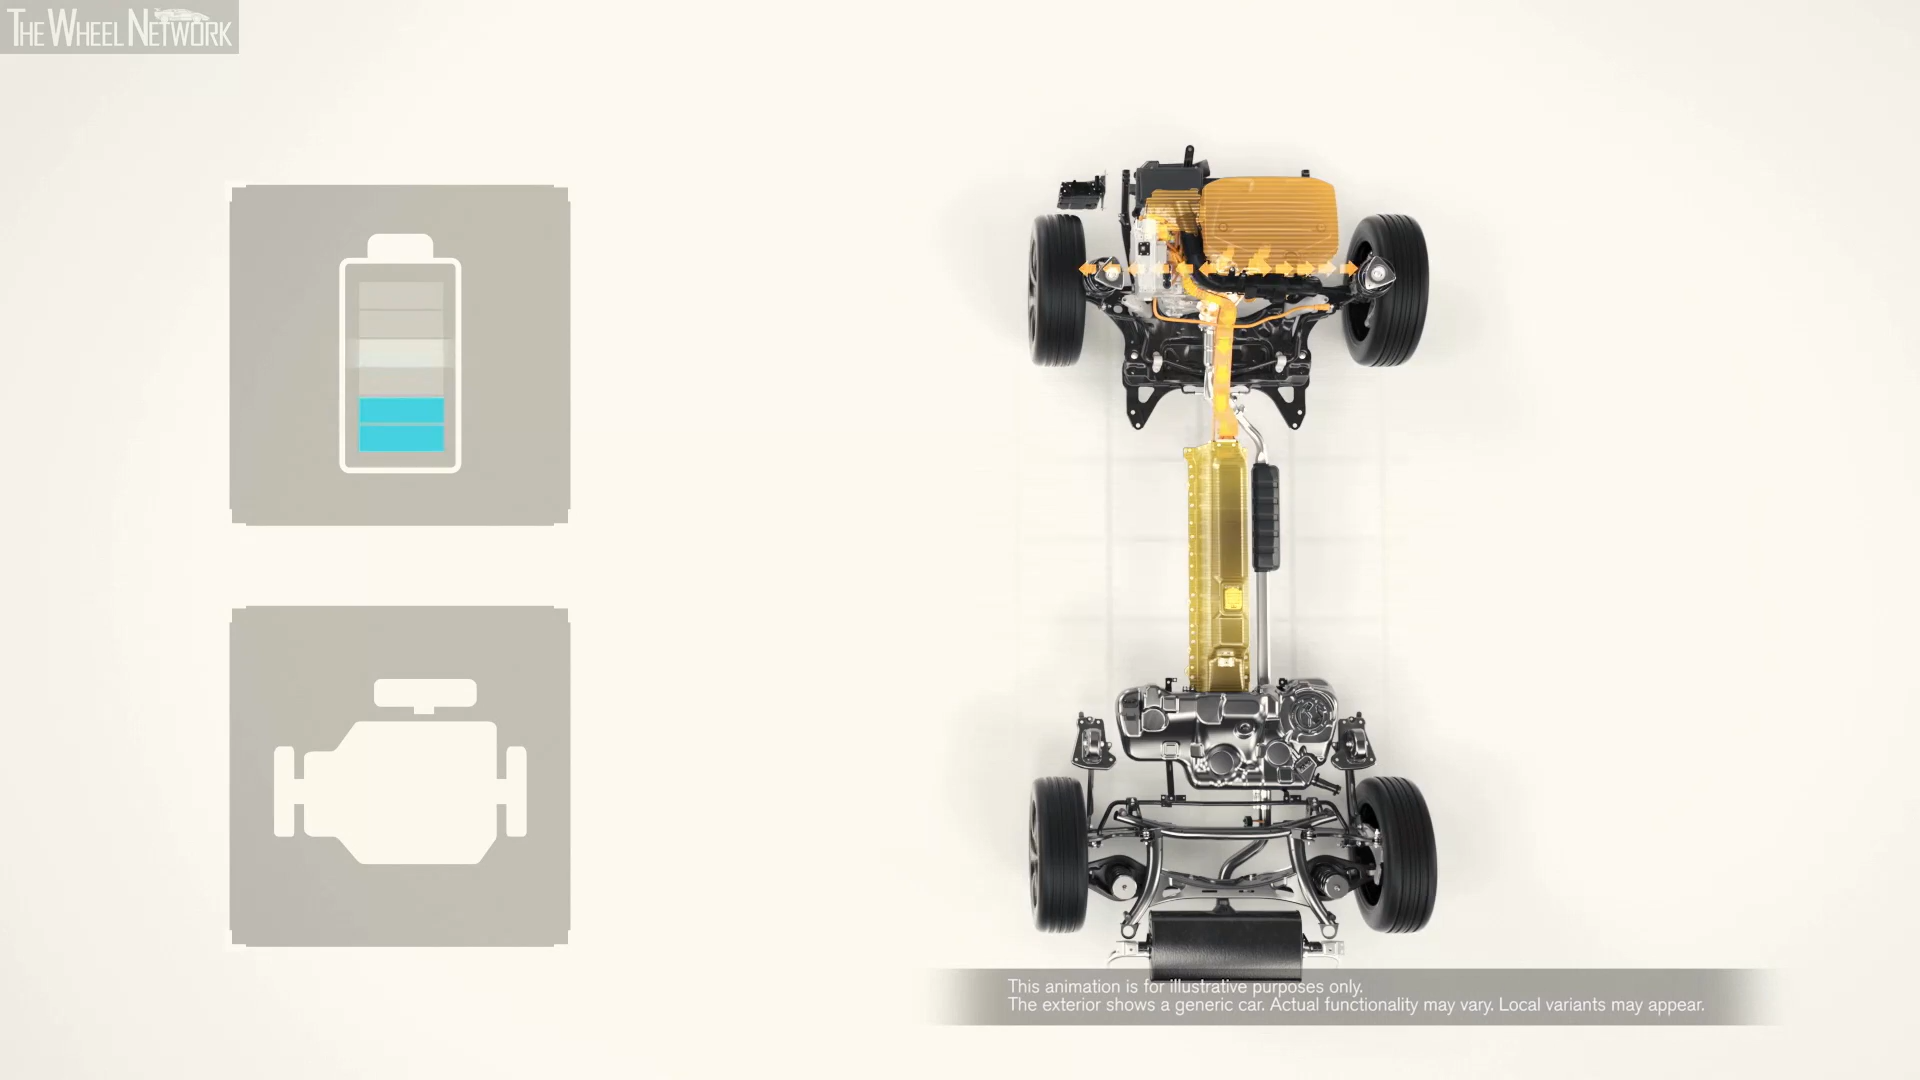 THE WHEEL NETWORK
This animation is for illustrative purposes only.
The exterior shows a generic car. Actual functionality may vary. Local variants may appear.